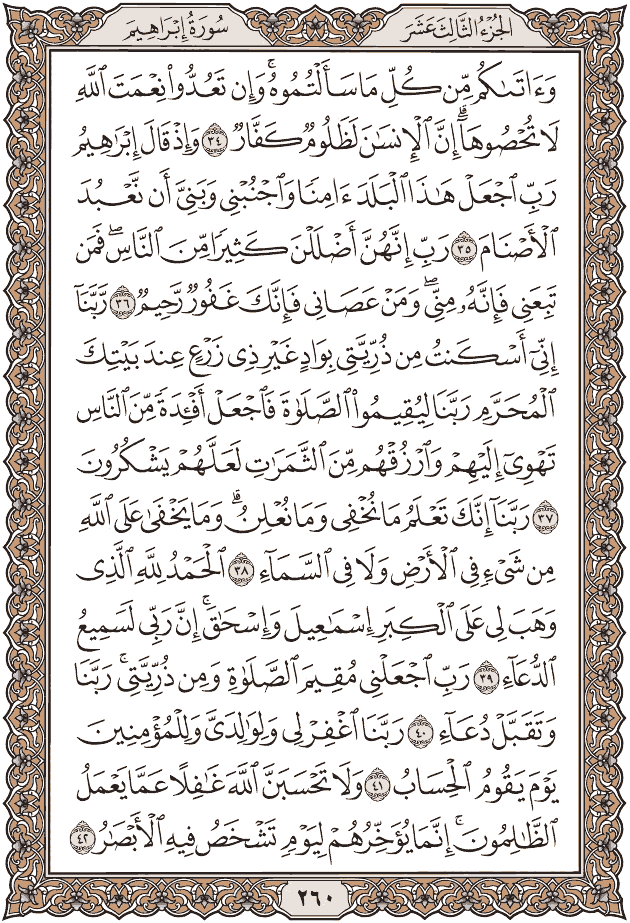 الجزء الثالث عشر سورة إبراهيم
وَءَاتَىٰكُم مِّن كُلِّ مَا سَأَلْتُمُوهُ ۚ وَإِن تَعُدُّوا۟ نِعْمَتَ ٱللَّهِ
لَا تُحْصُوهَآ ۗ إِنَّ ٱلْإِنسَٰنَ لَظَلُومٌ كَفَّارٌ ٣٤ وَإِذْ قَالَ إِبْرَٰهِيمُ
رَبِّ ٱجْعَلْ هَٰذَا ٱلْبَلَدَ ءَامِنًا وَٱجْنُبْنِى وَبَنِىَّ أَن نَّعْبُدَ
ٱلْأَصْنَامَ ٣٥ رَبِّ إِنَّهُنَّ أَضْلَلْنَ كَثِيرًا مِّنَ ٱلنَّاسِ ۖ فَمَن
تَبِعَنِى فَإِنَّهُۥ مِنِّى ۖ وَمَنْ عَصَانِى فَإِنَّكَ غَفُورٌ رَّحِيمٌ ٣٦ رَّبَّنَآ
إِنِّىٓ أَسْكَنتُ مِن ذُرِّيَّتِى بِوَادٍ غَيْرِ ذِى زَرْعٍ عِندَ بَيْتِكَ
ٱلْمُحَرَّمِ رَبَّنَا لِيُقِيمُوا۟ ٱلصَّلَوٰةَ فَٱجْعَلْ أَفْـِٔدَةً مِّنَ ٱلنَّاسِ
تَهْوِىٓ إِلَيْهِمْ وَٱرْزُقْهُم مِّنَ ٱلثَّمَرَٰتِ لَعَلَّهُمْ يَشْكُرُونَ
٣٧ رَبَّنَآ إِنَّكَ تَعْلَمُ مَا نُخْفِى وَمَا نُعْلِنُ ۗ وَمَا يَخْفَىٰ عَلَى ٱللَّهِ
مِن شَىْءٍ فِى ٱلْأَرْضِ وَلَا فِى ٱلسَّمَآءِ ٣٨ ٱلْحَمْدُ لِلَّهِ ٱلَّذِى
وَهَبَ لِى عَلَى ٱلْكِبَرِ إِسْمَٰعِيلَ وَإِسْحَٰقَ ۚ إِنَّ رَبِّى لَسَمِيعُ
ٱلدُّعَآءِ ٣٩ رَبِّ ٱجْعَلْنِى مُقِيمَ ٱلصَّلَوٰةِ وَمِن ذُرِّيَّتِى ۚ رَبَّنَا
وَتَقَبَّلْ دُعَآءِ ٤٠ رَبَّنَا ٱغْفِرْ لِى وَلِوَٰلِدَىَّ وَلِلْمُؤْمِنِينَ
يَوْمَ يَقُومُ ٱلْحِسَابُ ٤١ وَلَا تَحْسَبَنَّ ٱللَّهَ غَٰفِلًا عَمَّا يَعْمَلُ
ٱلظَّٰلِمُونَ ۚ إِنَّمَا يُؤَخِّرُهُمْ لِيَوْمٍ تَشْخَصُ فِيهِ ٱلْأَبْصَٰرُ ٤٢
٢٦٠